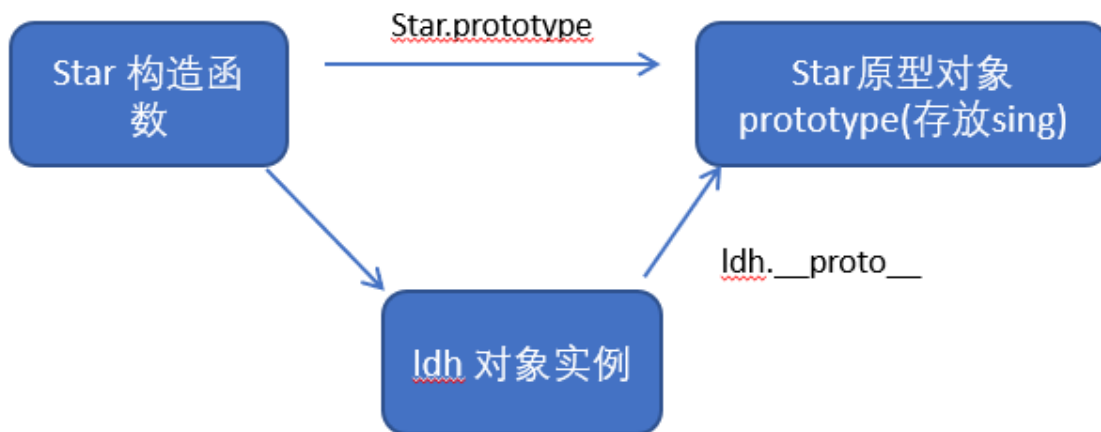 Star.prototype
Star 构造函
数
Star原型对象
prototype(存放sing)
ldh.__proto__
ldh 对象实例